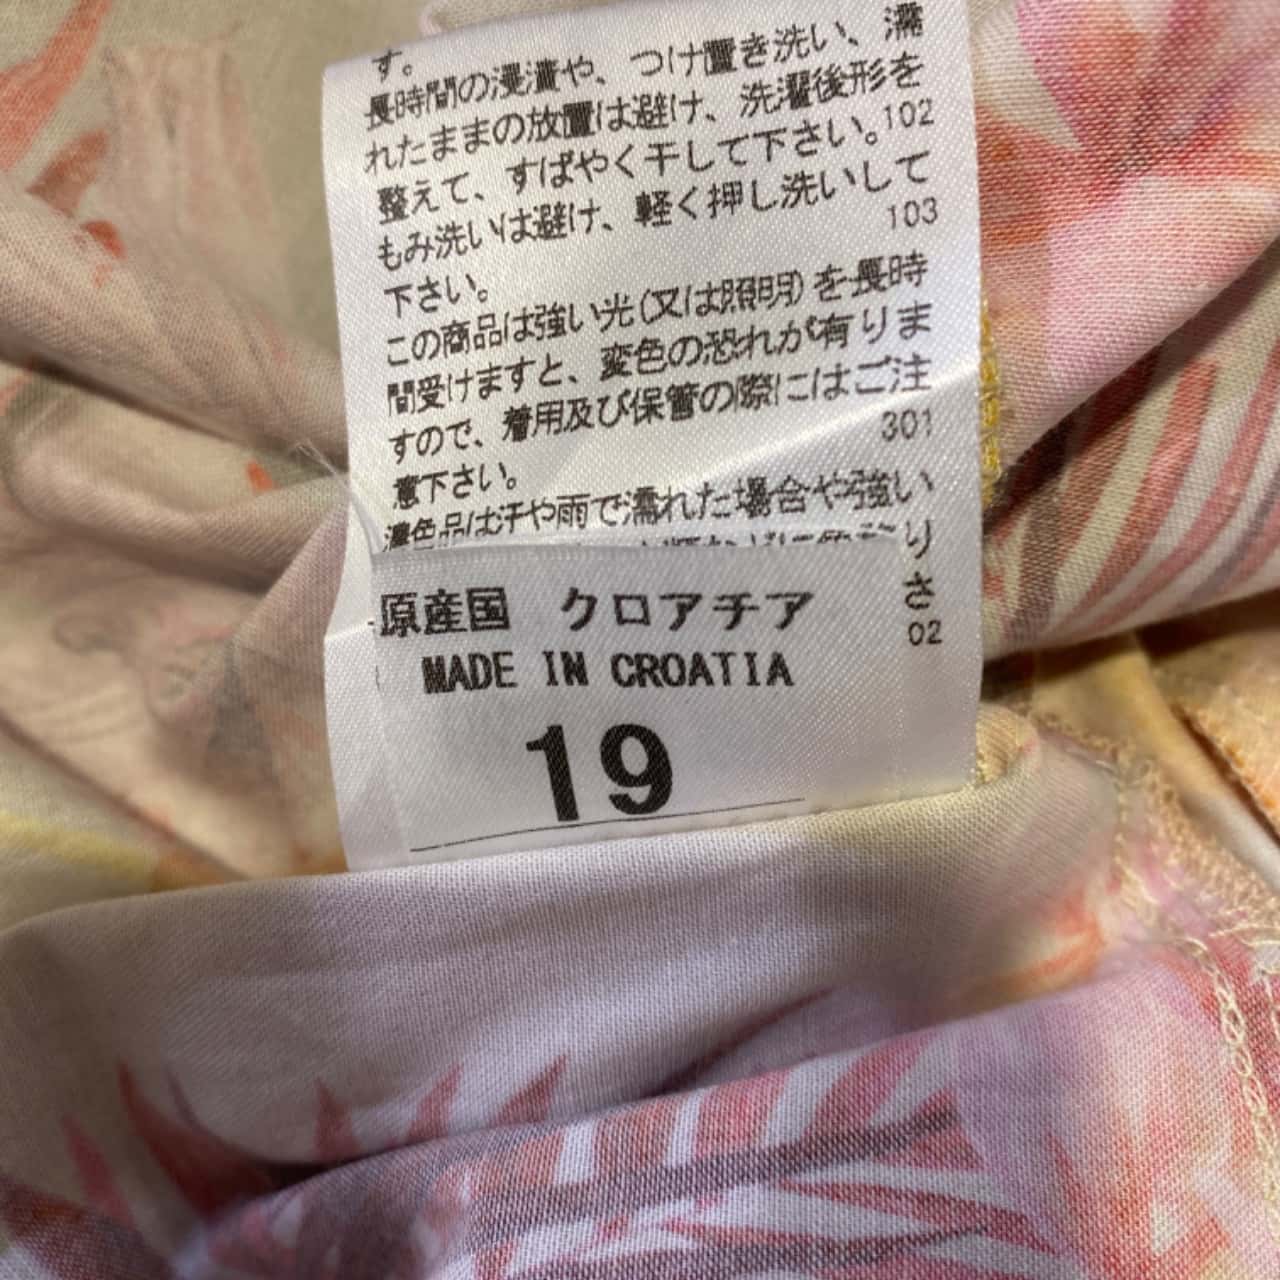 す。
長時間の浸漬や、つけ置き洗い、濡
れたままの放置は避け、洗濯後形を
整えて、すばやく干して下さい。102
もみ洗いは避け、軽く押し洗いして
下さい。 103
この商品は強い光(又は照明)を長時
間受けますと、変色の恐れが有りま
すので、着用及び保管の際にはご注
意下さい。 301
濃色品は汗や雨で濡れた場合や強い
り
さ
02
原産国 クロアチア
MADE IN CROATIA
19